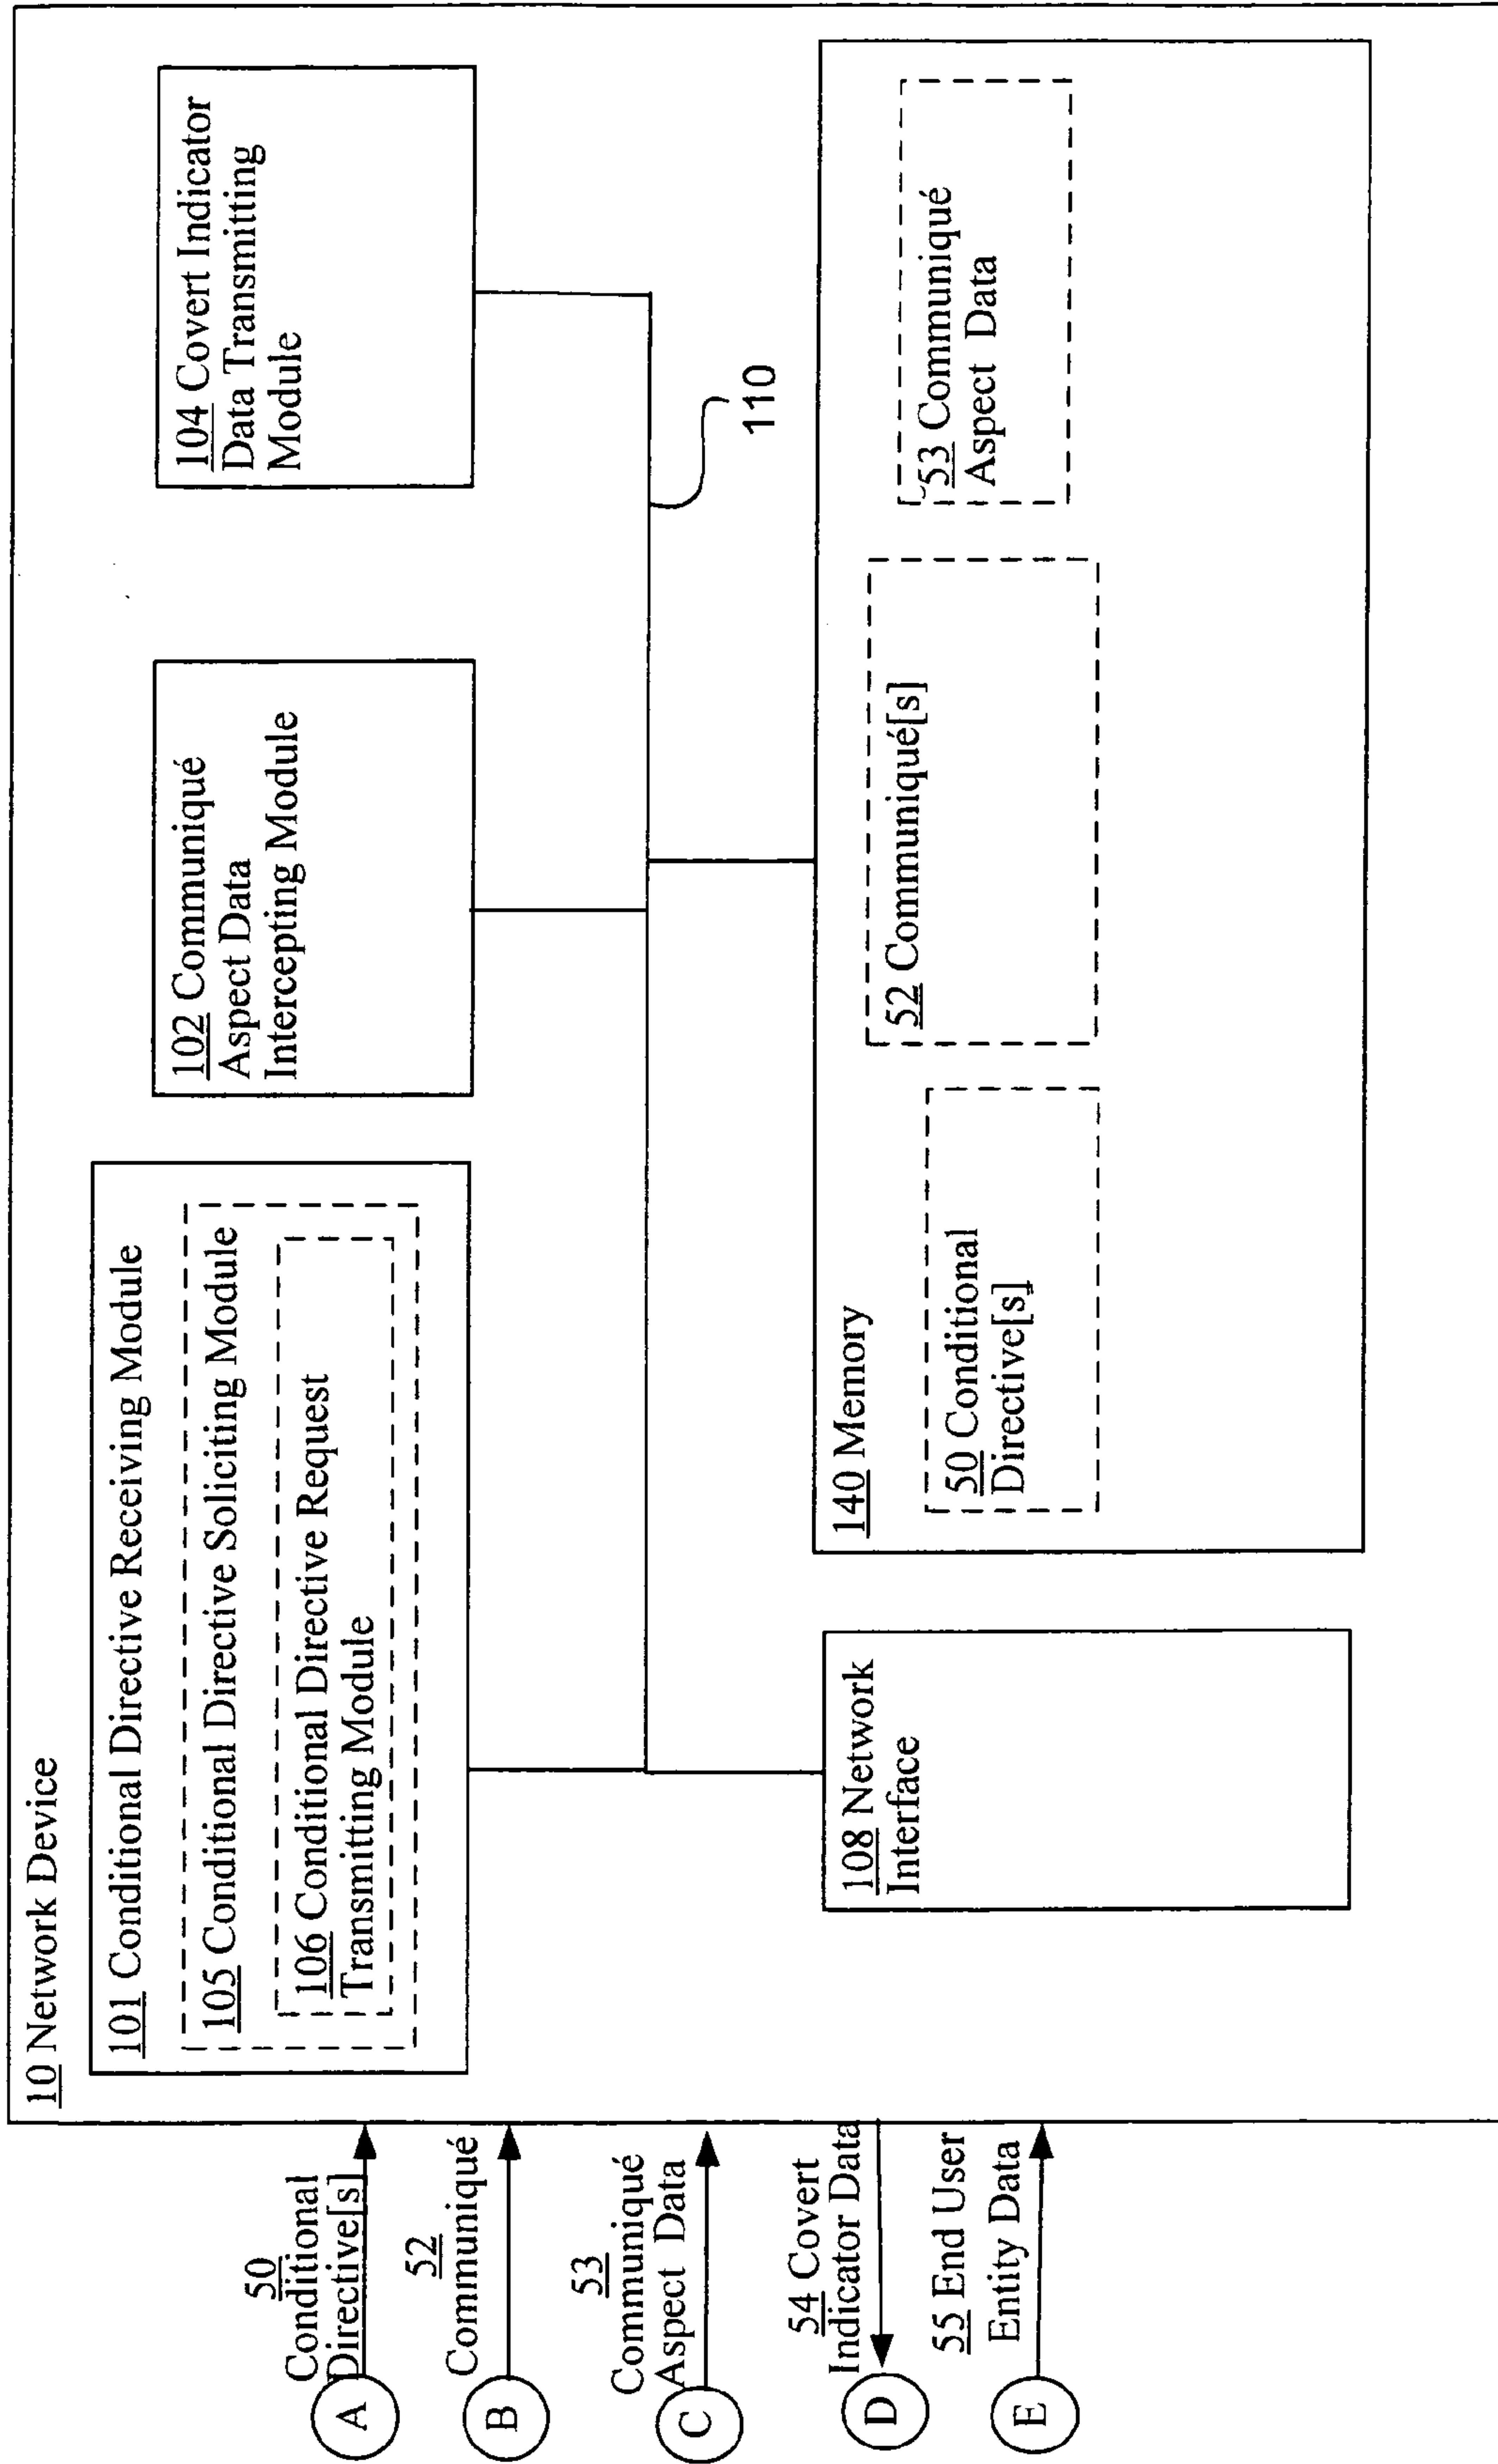 10 Network Device
101 Conditional Directive Receiving Module
105 Conditional Directive Soliciting Module
106 Conditional Directive Request
Transmitting Module
102 Communiqué
Aspect Data
Intercepting Module
104 Covert Indicator
Data Transmitting
Module
110
108 Network
Interface
140 Memory
50 Conditional
Directive[s]
52 Communiqué[s]
53 Communiqué
Aspect Data
50
Conditional
Directive[s]
A
52
Communiqué
B
53
Communiqué
Aspect Data
C
54 Covert
Indicator Data
D
55 End User
Entity Data
E